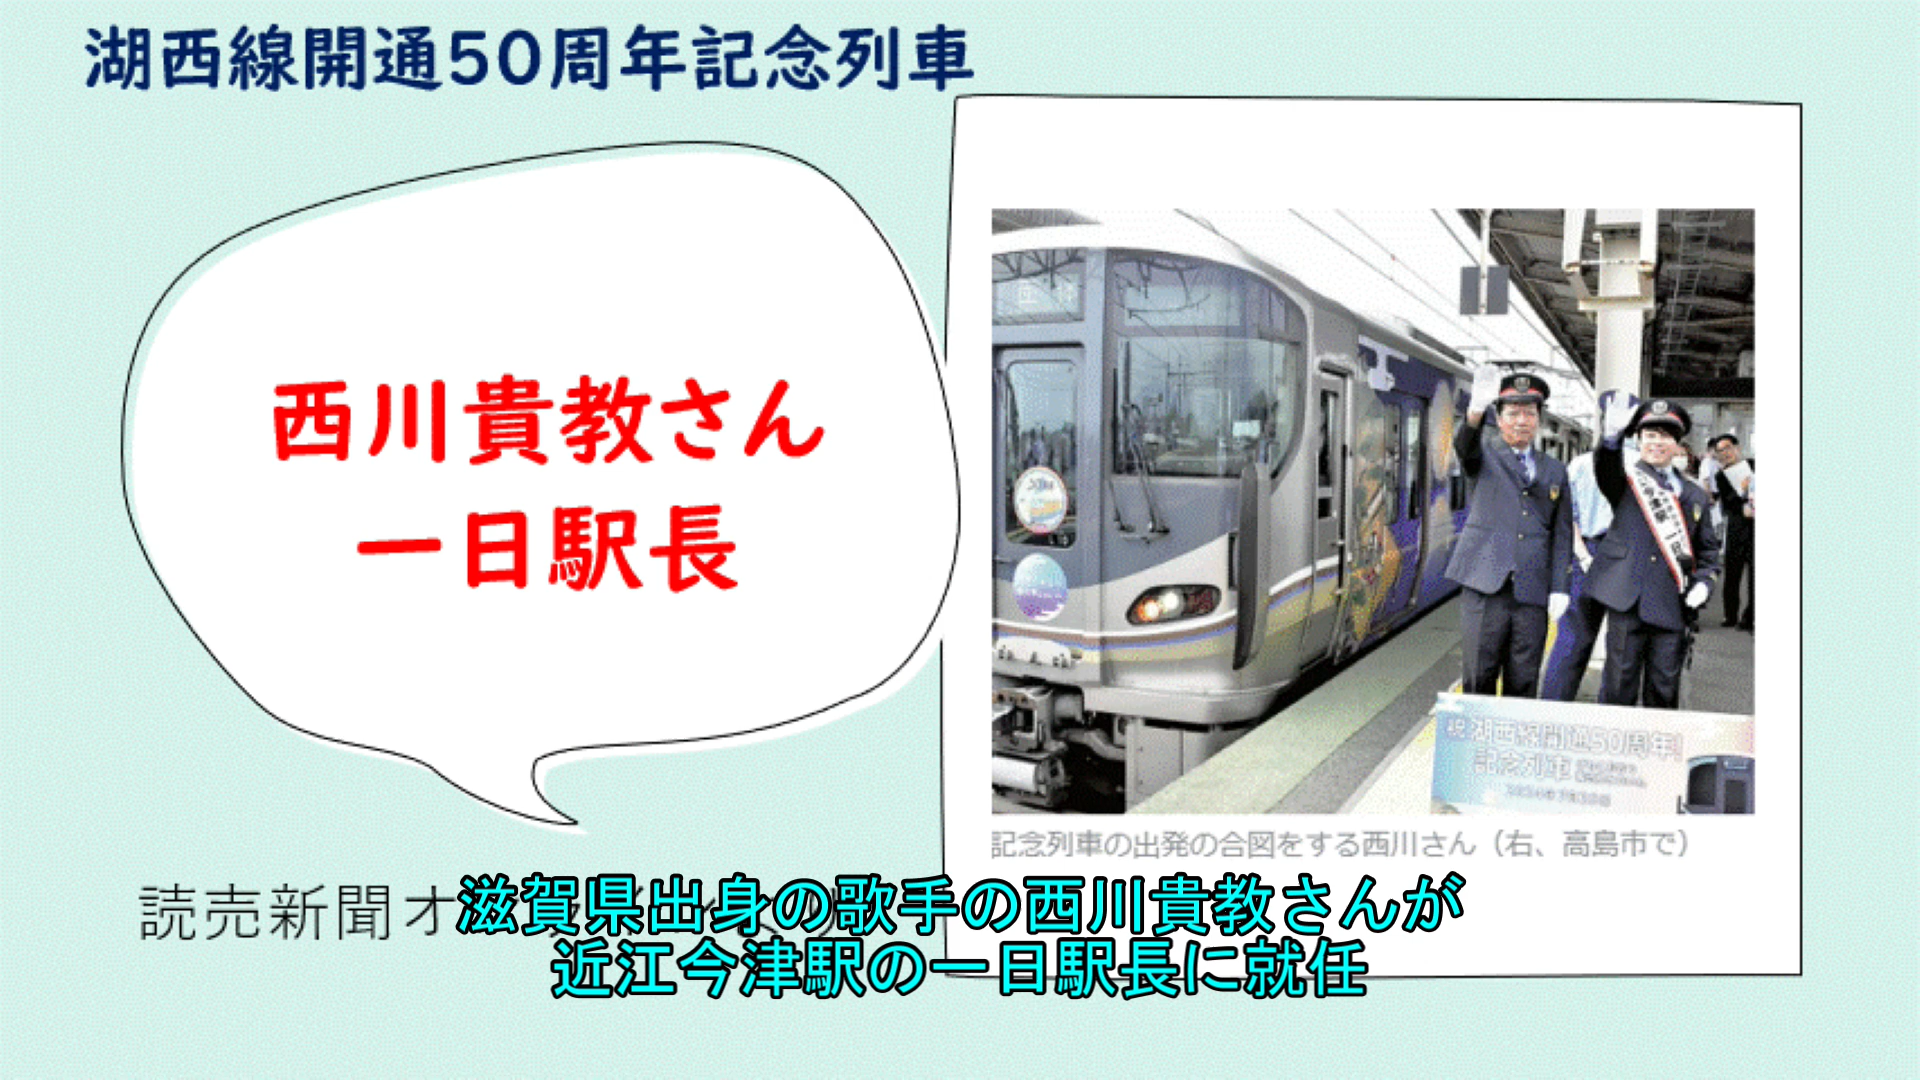 湖西線開通50周年記念列車
西川貴教さん
一日駅長
祝 湖西線開通50周年!
記念列車
記念列車の出発の合図をする西川さん（右、高島市で）
読売新聞オ
滋賀県出身の歌手の西川貴教さんが
近江今津駅の一日駅長に就任